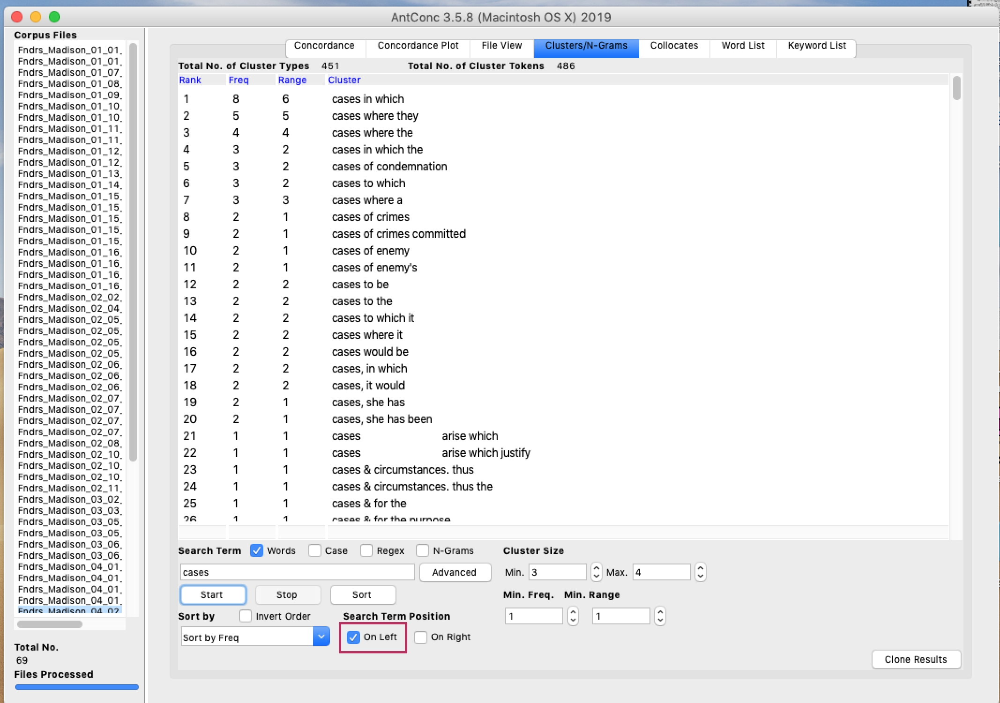 AntConc 3.5.8 (Macintosh OS X) 2019
Corpus Files
Fndrs_Madison_01_01_
Fndrs_Madison_01_01_
Fndrs_Madison_01_07_
Fndrs_Madison_01_08_
Fndrs_Madison_01_09_
Fndrs_Madison_01_10_
Fndrs_Madison_01_10_
Fndrs_Madison_01_11_
Fndrs_Madison_01_11_
Fndrs_Madison_01_12_
Fndrs_Madison_01_12_
Fndrs_Madison_01_13_
Fndrs_Madison_01_14_
Fndrs_Madison_01_15_
Fndrs_Madison_01_15_
Fndrs_Madison_01_15_
Fndrs_Madison_01_15_
Fndrs_Madison_01_15_
Fndrs_Madison_01_16_
Fndrs_Madison_01_16_
Fndrs_Madison_01_16_
Fndrs_Madison_01_16_
Fndrs_Madison_02_02_
Fndrs_Madison_02_04_
Fndrs_Madison_02_05_
Fndrs_Madison_02_05_
Fndrs_Madison_02_05_
Fndrs_Madison_02_05_
Fndrs_Madison_02_06_
Fndrs_Madison_02_06_
Fndrs_Madison_02_06_
Fndrs_Madison_02_07_
Fndrs_Madison_02_07_
Fndrs_Madison_02_07_
Fndrs_Madison_02_07_
Fndrs_Madison_02_08_
Fndrs_Madison_02_10_
Fndrs_Madison_02_10_
Fndrs_Madison_02_10_
Fndrs_Madison_02_11_
Fndrs_Madison_03_02_
Fndrs_Madison_03_03_
Fndrs_Madison_03_05_
Fndrs_Madison_03_05_
Fndrs_Madison_03_06_
Fndrs_Madison_03_06_
Fndrs_Madison_04_01_
Fndrs_Madison_04_01_
Fndrs_Madison_04_01_
Fndrs_Madison_04_01_
Fndrs_Madison_04_02_
Total No.
69
Files Processed
Concordance Concordance Plot File View Clusters/N-Grams Collocates Word List Keyword List
Total No. of Cluster Types 451 Total No. of Cluster Tokens 486
Rank Freq Range Cluster
1 8 6 cases in which
2 5 5 cases where they
3 4 4 cases where the
4 3 2 cases in which the
5 3 2 cases of condemnation
6 3 2 cases to which
7 3 3 cases where a
8 2 1 cases of crimes
9 2 1 cases of crimes committed
10 2 1 cases of enemy
11 2 1 cases of enemy's
12 2 2 cases to be
13 2 2 cases to the
14 2 2 cases to which it
15 2 2 cases where it
16 2 2 cases would be
17 2 2 cases, in which
18 2 2 cases, it would
19 2 1 cases, she has
20 2 1 cases, she has been
21 1 1 cases arise which
22 1 1 cases arise which justify
23 1 1 cases & circumstances. thus
24 1 1 cases & circumstances. thus the
25 1 1 cases & for the
26 1 1 cases & for the purpose
Search Term Words Case Regex N-Grams Cluster Size
cases Advanced Min. 3 Max. 4
Start Stop Sort Min. Freq. Min. Range
Sort by Invert Order Search Term Position 1 1
Sort by Freq On Left On Right
Clone Results